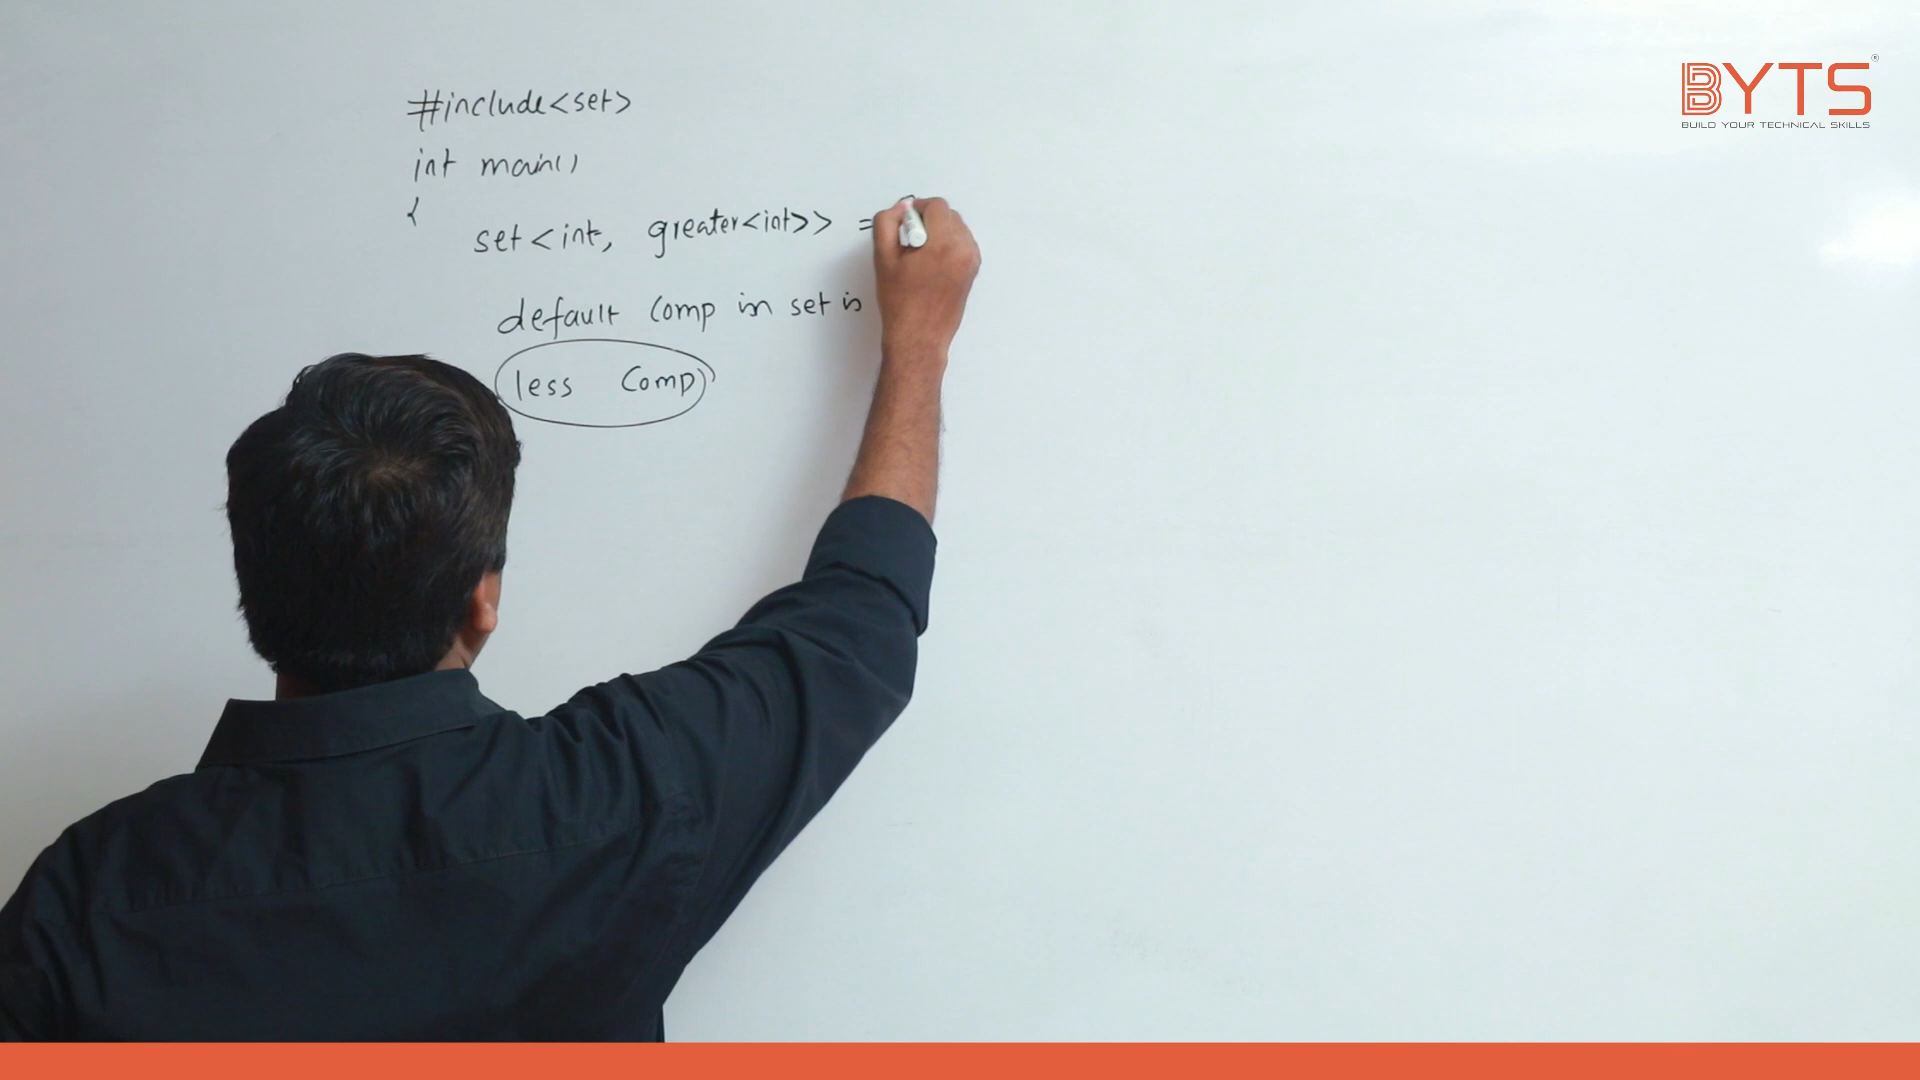 #include<set>
int main()
{
set<int, greater<int>> =
default Comp in set is
less Comp
BYTS
BUILD YOUR TECHNICAL SKILLS